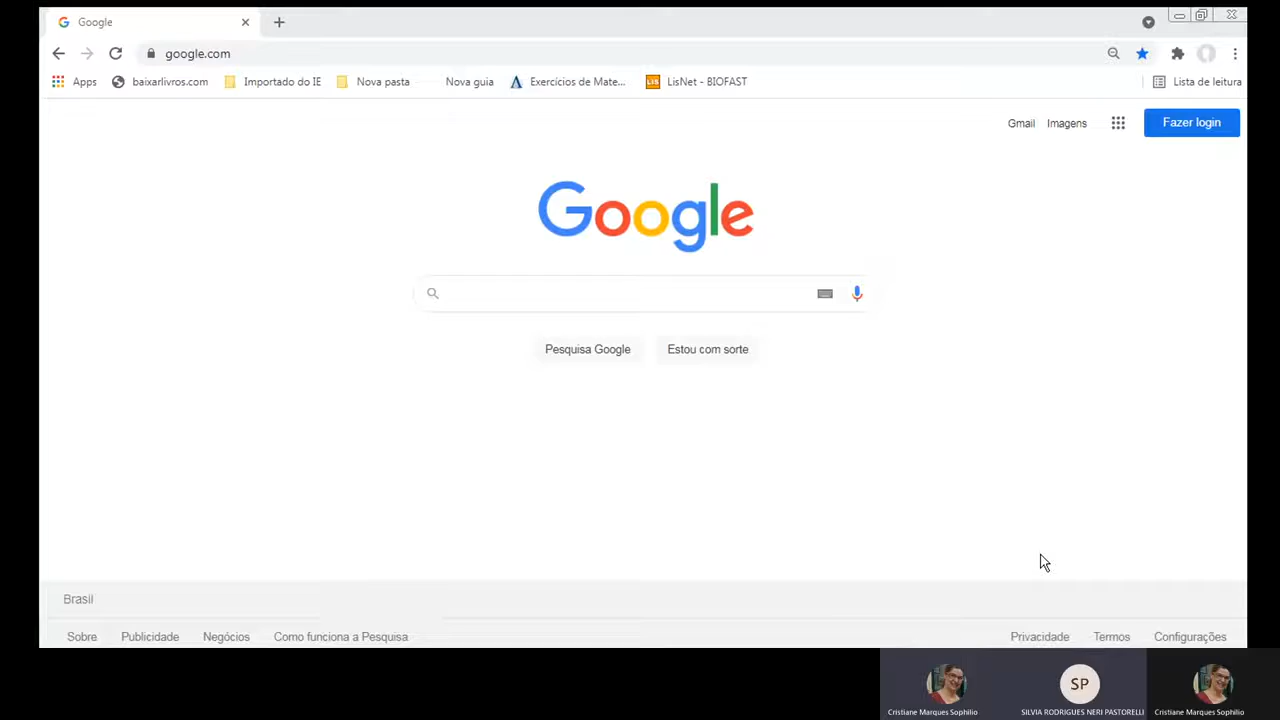 Google
google.com
Apps baixarlivros.com Importado do IE Nova pasta Nova guia Exercícios de Mate... LiS LisNet - BIOFAST Lista de leitura
Gmail Imagens Fazer login
Google
Pesquisa Google Estou com sorte
Brasil
Sobre Publicidade Negócios Como funciona a Pesquisa Privacidade Termos Configurações
SP
Cristiane Marques Sophilio SILVIA RODRIGUES NERI PASTORELLI Cristiane Marques Sophilio